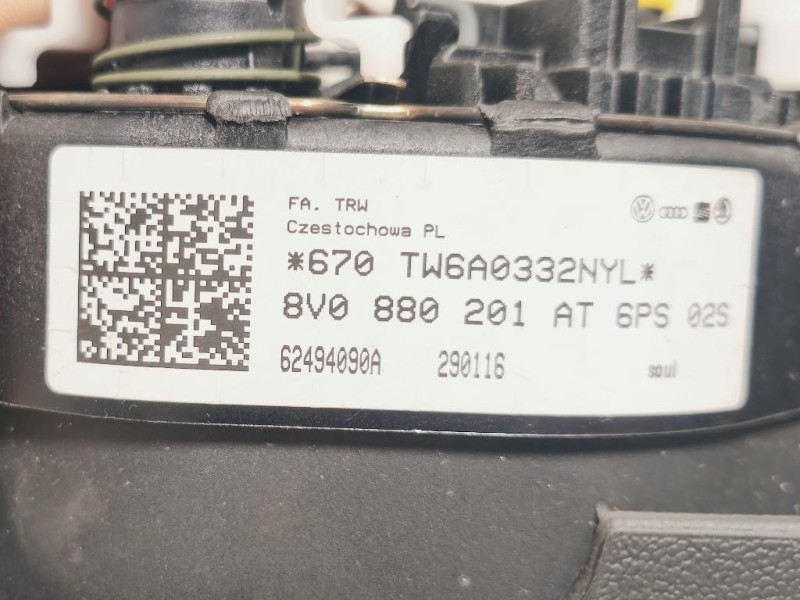 FA. TRW
Czestochowa PL
*670 TW6A0332NYL*
8V0 880 201 AT 6PS 02S
62494090A 290116 soul